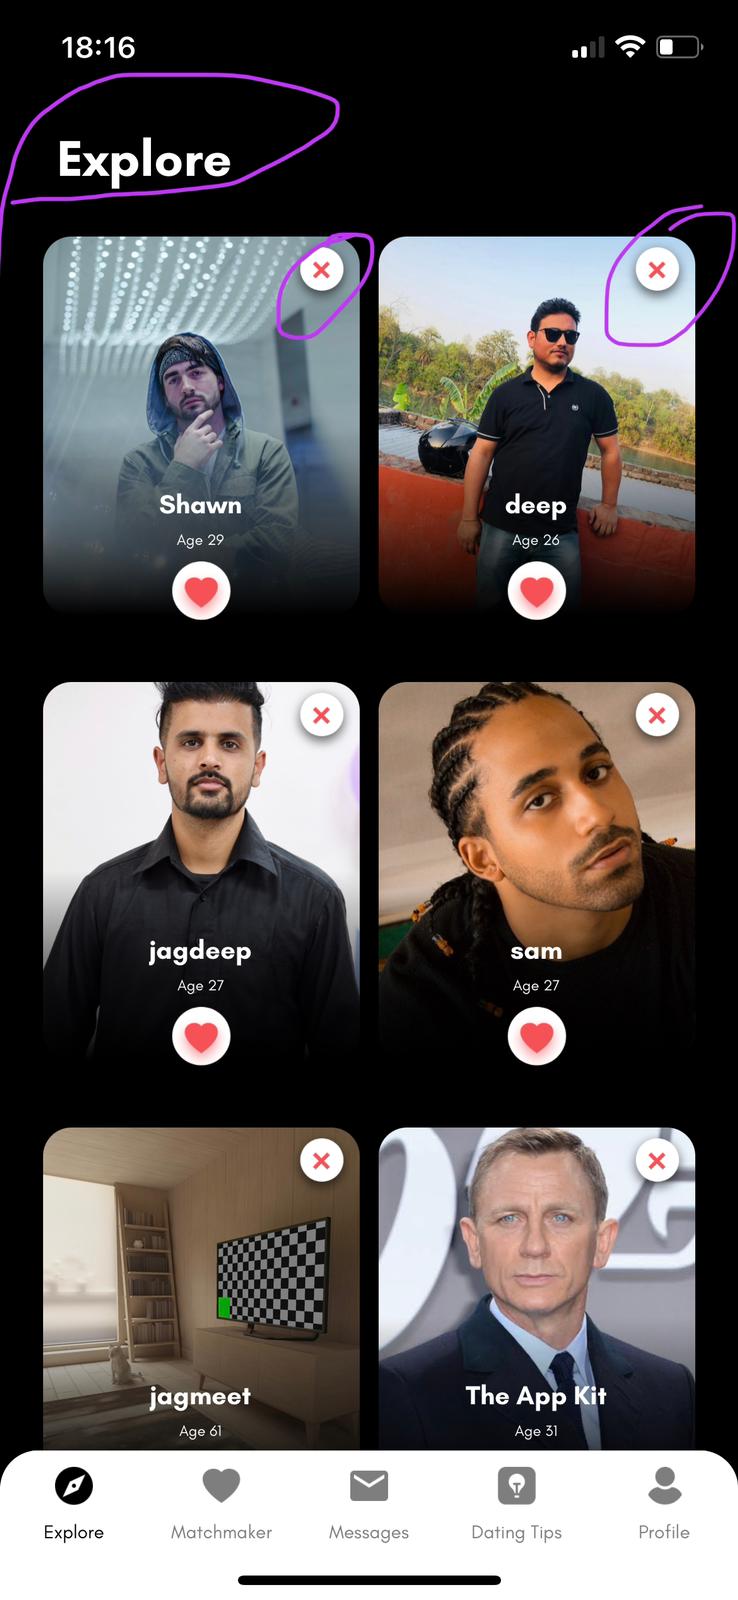 18:16
Explore
Shawn
deep
Age 29
Age 26
jagdeep
sam
Age 27
Age 27
jagmeet
The App Kit
Age 61
Age 31
Explore
Matchmaker
Messages
Dating Tips
Profile